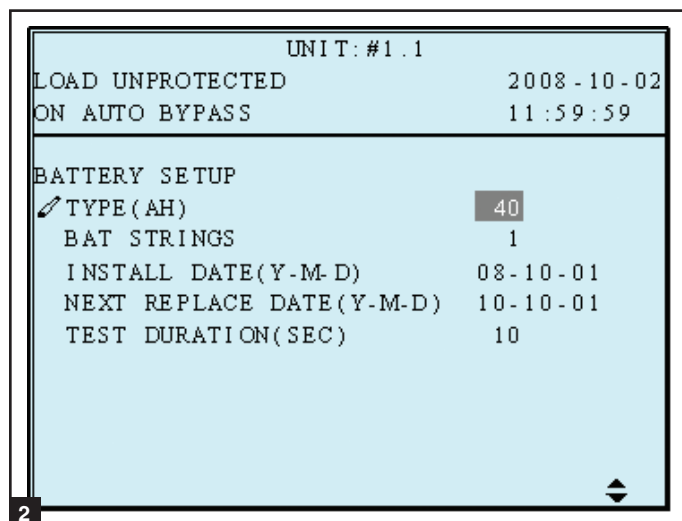 UNIT:#1.1
LOAD UNPROTECTED 2008-10-02
ON AUTO BYPASS 11:59:59
BATTERY SETUP
TYPE(AH) 40
BAT STRINGS 1
INSTALL DATE(Y-M-D) 08-10-01
NEXT REPLACE DATE(Y-M-D) 10-10-01
TEST DURATION(SEC) 10
2